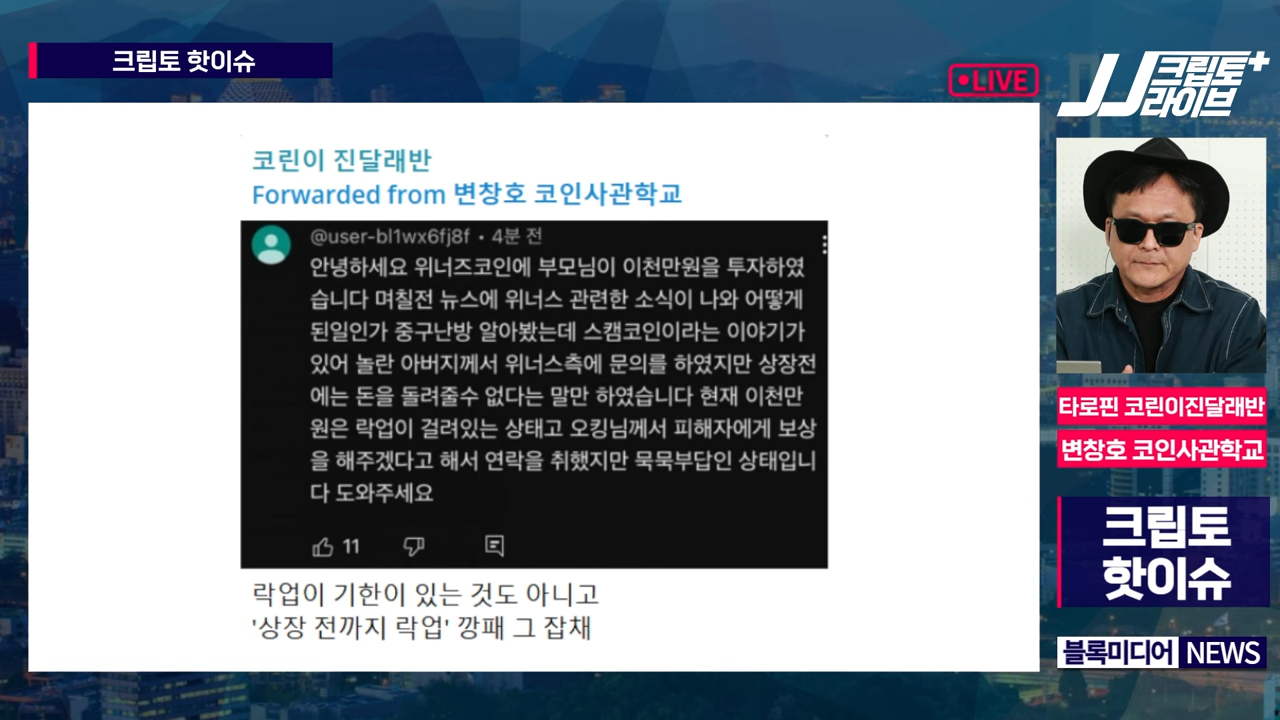 크립토 핫이슈
LIVE
JJ 크립토+
라이브
코린이 진달래반
Forwarded from 변창호 코인사관학교
@user-bl1wx6fj8f • 4분 전
안녕하세요 위너즈코인에 부모님이 이천만원을 투자하였
습니다 며칠전 뉴스에 위너스 관련한 소식이 나와 어떻게
된일인가 중구난방 알아봤는데 스캠코인이라는 이야기가
있어 놀란 아버지께서 위너스측에 문의를 하였지만 상장전
에는 돈을 돌려줄수 없다는 말만 하였습니다 현재 이천만
원은 락업이 걸려있는 상태고 오킹님께서 피해자에게 보상
을 해주겠다고 해서 연락을 취했지만 묵묵부답인 상태입니
다 도와주세요
11
락업이 기한이 있는 것도 아니고
'상장 전까지 락업' 깡패 그 잡채
타로핀 코린이진달래반
변창호 코인사관학교
크립토
핫이슈
블록미디어 NEWS